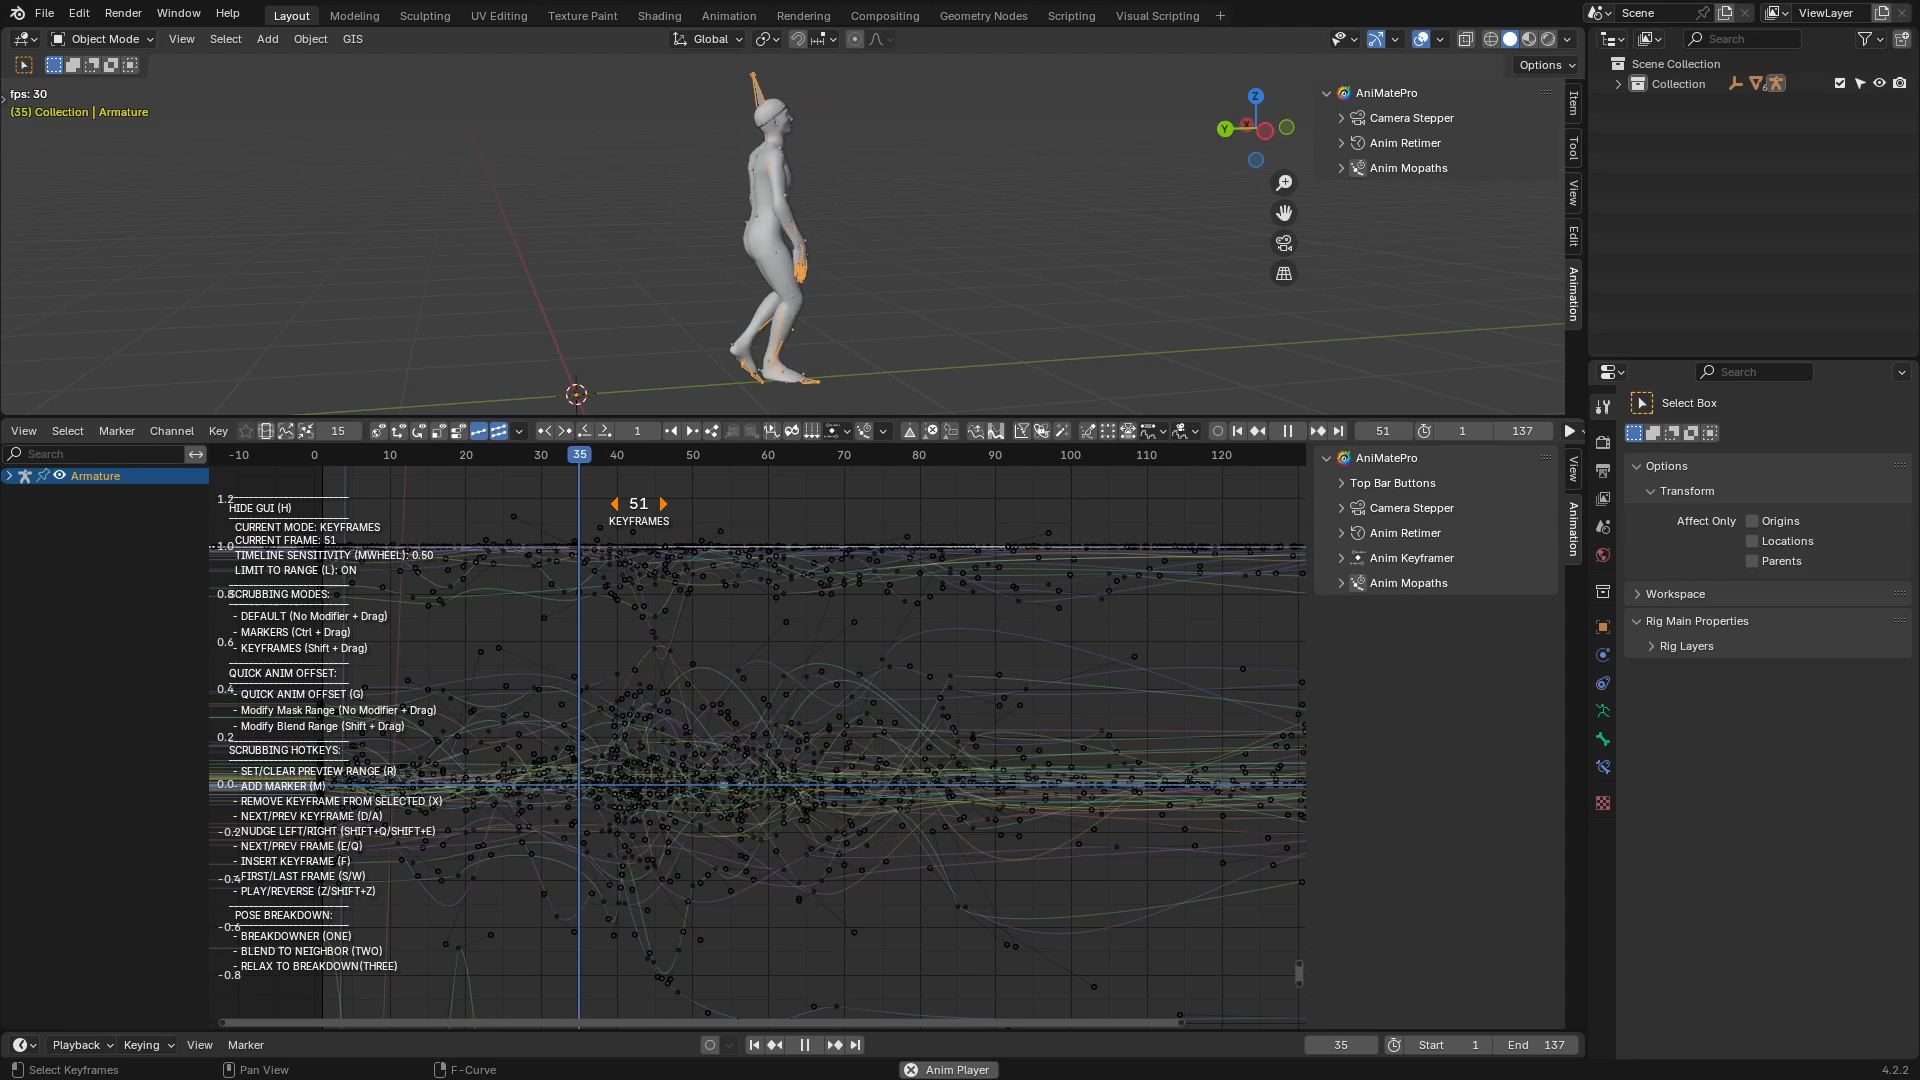 File Edit Render Window Help Layout Modeling Sculpting UV Editing Texture Paint Shading Animation Rendering Compositing Geometry Nodes Scripting Visual Scripting + Scene ViewLayer
Object Mode View Select Add Object GIS Global Search
Options
Scene Collection
Collection
fps: 30
(35) Collection | Armature
Z
Y
X
AniMatePro
Camera Stepper
Anim Retimer
Anim Mopaths
Item
Tool
View
Edit
Animation
Search
Select Box
Options
Transform
Affect Only Origins
Locations
Parents
Workspace
Rig Main Properties
Rig Layers
View Select Marker Channel Key 15 1 51 1 137
Search
Armature
-10 0 10 20 30 35 40 50 60 70 80 90 100 110 120
51
KEYFRAMES
1.2
HIDE GUI (H)
CURRENT MODE: KEYFRAMES
CURRENT FRAME: 51
1.0
TIMELINE SENSITIVITY (MWHEEL): 0.50
LIMIT TO RANGE (L): ON
0.8
SCRUBBING MODES:
- DEFAULT (No Modifier + Drag)
- MARKERS (Ctrl + Drag)
0.6
- KEYFRAMES (Shift + Drag)
QUICK ANIM OFFSET:
0.4
- QUICK ANIM OFFSET (G)
- Modify Mask Range (No Modifier + Drag)
- Modify Blend Range (Shift + Drag)
0.2
SCRUBBING HOTKEYS:
- SET/CLEAR PREVIEW RANGE (R)
0.0
- ADD MARKER (M)
- REMOVE KEYFRAME FROM SELECTED (X)
- NEXT/PREV KEYFRAME (D/A)
-0.2
- NUDGE LEFT/RIGHT (SHIFT+Q/SHIFT+E)
- NEXT/PREV FRAME (E/Q)
- INSERT KEYFRAME (F)
-0.4
- FIRST/LAST FRAME (S/W)
- PLAY/REVERSE (Z/SHIFT+Z)
POSE BREAKDOWN:
-0.6
- BREAKDOWNER (ONE)
- BLEND TO NEIGHBOR (TWO)
- RELAX TO BREAKDOWN(THREE)
-0.8
AniMatePro
Top Bar Buttons
Camera Stepper
Anim Retimer
Anim Keyframer
Anim Mopaths
View
Animation
Playback Keying View Marker 35 Start 1 End 137
Select Keyframes Pan View F-Curve Anim Player 4.2.2